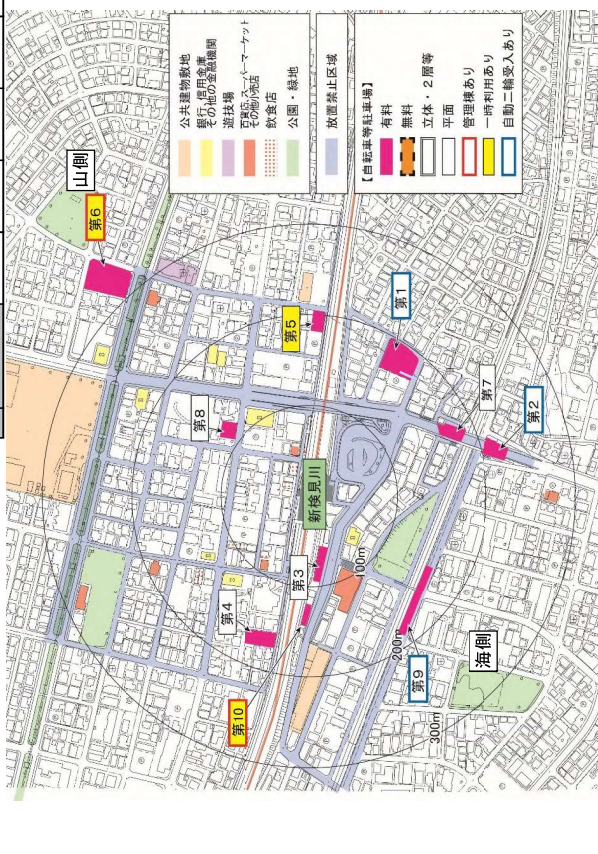 公共建物敷地
銀行、信用金庫
その他の金融機関
遊技場
百貨店、スーパーマーケット
その他小売店
飲食店
公園・緑地
放置禁止区域
【自転車等駐車場】
有料
無料
立体・2層等
平面
管理棟あり
一時利用あり
自動二輪受入あり
山側
第6
第5
第1
第7
第2
第8
新検見川
第3
第4
第10
第9
海側
100m
200m
300m